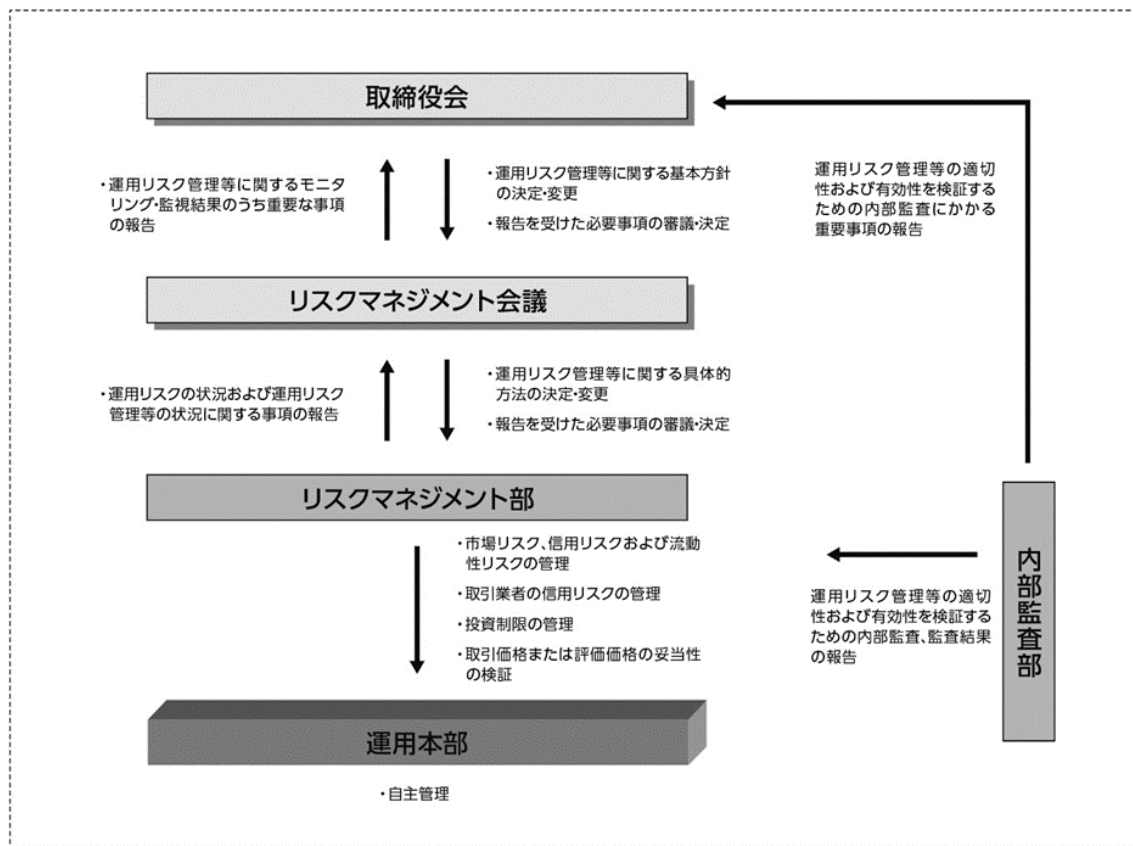 取締役会
・運用リスク管理等に関するモニタ
リング・監視結果のうち重要な事項
の報告
・運用リスク管理等に関する基本方針
の決定・変更
・報告を受けた必要事項の審議・決定
運用リスク管理等の適切
性および有効性を検証する
ための内部監査にかかる
重要事項の報告
リスクマネジメント会議
・運用リスクの状況および運用リスク
管理等の状況に関する事項の報告
・運用リスク管理等に関する具体的
方法の決定・変更
・報告を受けた必要事項の審議・決定
リスクマネジメント部
・市場リスク、信用リスクおよび流動
性リスクの管理
・取引業者の信用リスクの管理
・投資制限の管理
・取引価格または評価価格の妥当性
の検証
運用リスク管理等の適切
性および有効性を検証する
ための内部監査、監査結果
の報告
内部監査部
運用本部
・自主管理